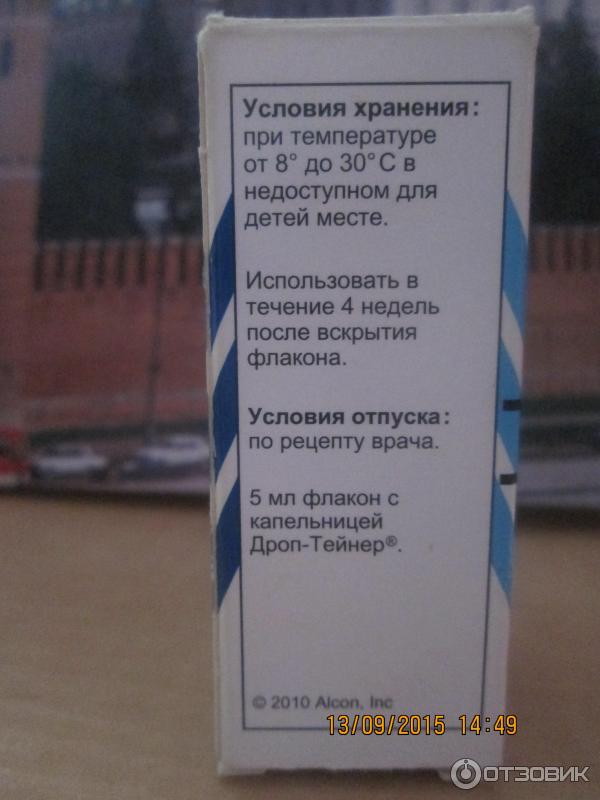 Условия хранения:
при температуре
от 8° до 30°С в
недоступном для
детей месте.
Использовать в
течение 4 недель
после вскрытия
флакона.
Условия отпуска:
по рецепту врача.
5 мл флакон с
капельницей
Дроп-Тейнер®.
© 2010 Alcon, Inc
13/09/2015 14:49
ОТЗОВИК